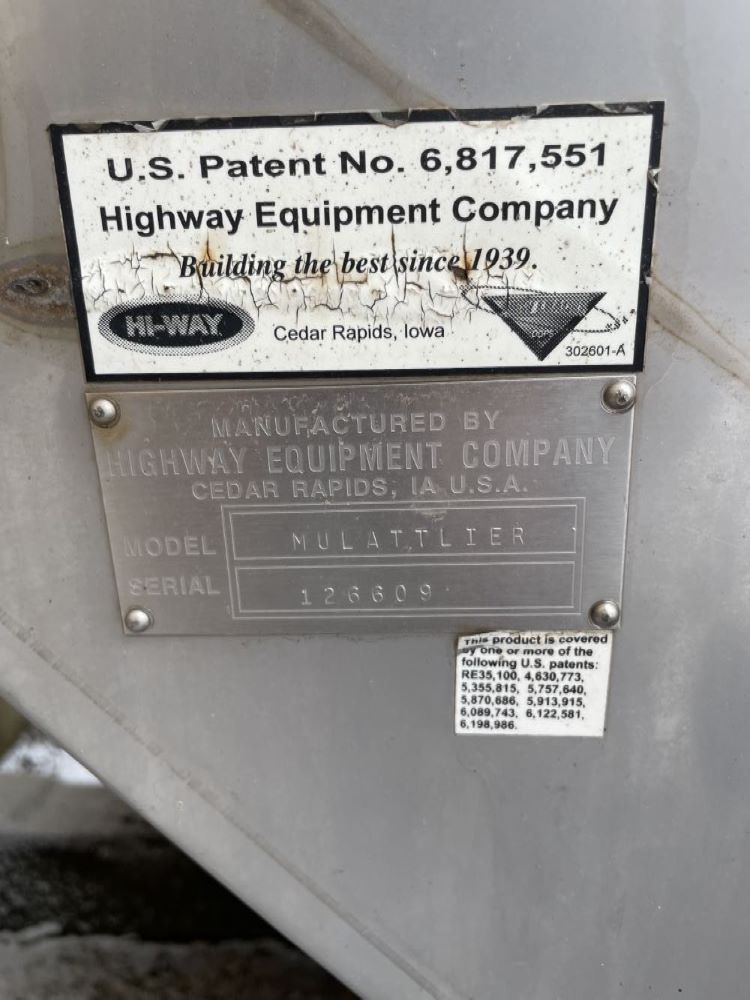 U.S. Patent No. 6,817,551
Highway Equipment Company
Building the best since 1939.
HI-WAY
Cedar Rapids, Iowa
302601-A
MANUFACTURED BY
HIGHWAY EQUIPMENT COMPANY
CEDAR RAPIDS, IA U.S.A.
MODEL MULATTLIER
SERIAL 126609
This product is covered
by one or more of the
following U.S. patents:
RE35,100, 4,630,773,
5,355,815, 5,757,640,
5,870,686, 5,913,915,
6,089,743, 6,122,581,
6,198,986.